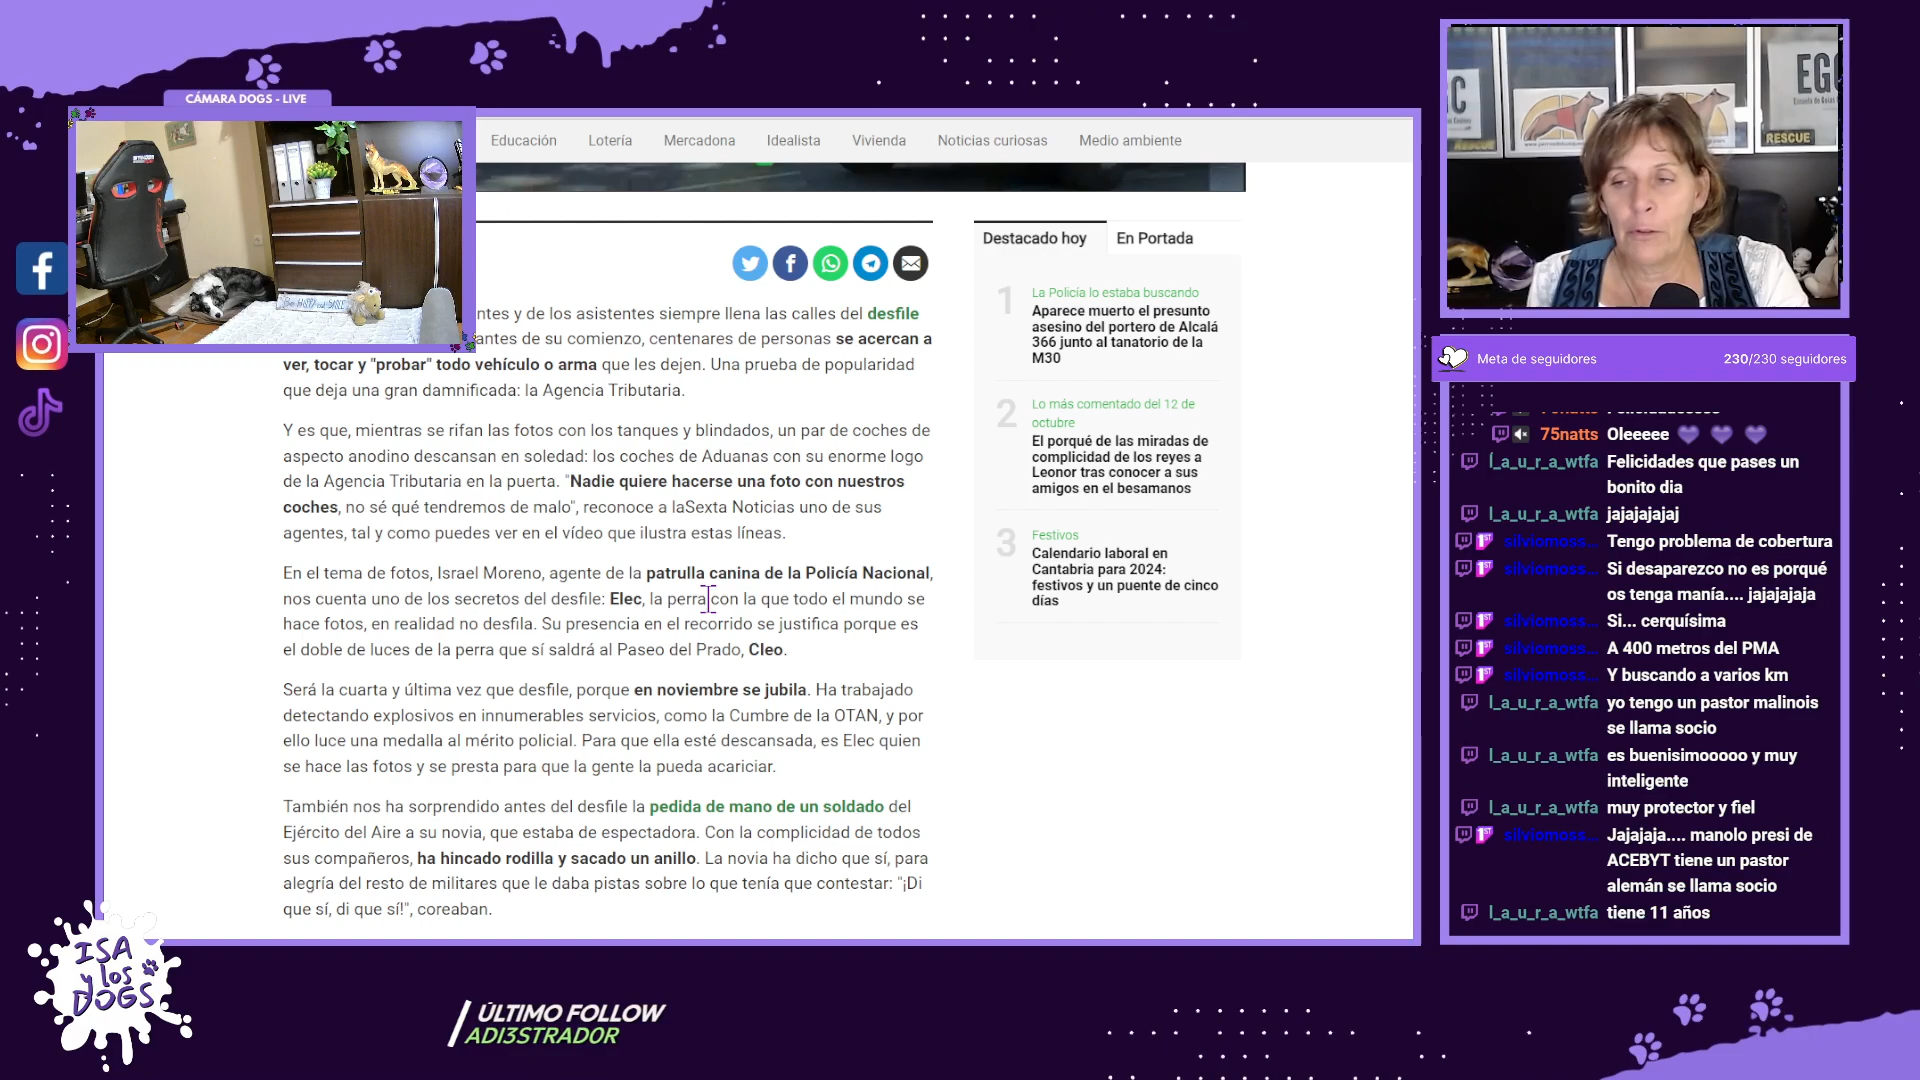 CÁMARA DOGS - LIVE
Educación
Lotería
Mercadona
Idealista
Vivienda
Noticias curiosas
Medio ambiente
ntes y de los asistentes siempre llena las calles del desfile
antes de su comienzo, centenares de personas se acercan a
ver, tocar y "probar" todo vehículo o arma que les dejen. Una prueba de popularidad
que deja una gran damnificada: la Agencia Tributaria.
Y es que, mientras se rifan las fotos con los tanques y blindados, un par de coches de
aspecto anodino descansan en soledad: los coches de Aduanas con su enorme logo
de la Agencia Tributaria en la puerta. "Nadie quiere hacerse una foto con nuestros
coches, no sé qué tendremos de malo", reconoce a laSexta Noticias uno de sus
agentes, tal y como puedes ver en el vídeo que ilustra estas líneas.
En el tema de fotos, Israel Moreno, agente de la patrulla canina de la Policía Nacional,
nos cuenta uno de los secretos del desfile: Elec, la perra con la que todo el mundo se
hace fotos, en realidad no desfila. Su presencia en el recorrido se justifica porque es
el doble de luces de la perra que sí saldrá al Paseo del Prado, Cleo.
Será la cuarta y última vez que desfile, porque en noviembre se jubila. Ha trabajado
detectando explosivos en innumerables servicios, como la Cumbre de la OTAN, y por
ello luce una medalla al mérito policial. Para que ella esté descansada, es Elec quien
se hace las fotos y se presta para que la gente la pueda acariciar.
También nos ha sorprendido antes del desfile la pedida de mano de un soldado del
Ejército del Aire a su novia, que estaba de espectadora. Con la complicidad de todos
sus compañeros, ha hincado rodilla y sacado un anillo. La novia ha dicho que sí, para
alegría del resto de militares que le daba pistas sobre lo que tenía que contestar: "¡Di
que sí, di que sí!", coreaban.
Destacado hoy
En Portada
1
La Policía lo estaba buscando
Aparece muerto el presunto
asesino del portero de Alcalá
366 junto al tanatorio de la
M30
2
Lo más comentado del 12 de
octubre
El porqué de las miradas de
complicidad de los reyes a
Leonor tras conocer a sus
amigos en el besamanos
3
Festivos
Calendario laboral en
Cantabria para 2024:
festivos y un puente de cinco
días
RESCUE
Meta de seguidores
230/230 seguidores
75natts Oleeeee
l_a_u_r_a_wtfa Felicidades que pases un
bonito dia
l_a_u_r_a_wtfa jajajajajaj
silviomoss... Tengo problema de cobertura
silviomoss... Si desaparezco no es porqué
os tenga manía.... jajajajaja
silviomoss... Si... cerquísima
silviomoss... A 400 metros del PMA
silviomoss... Y buscando a varios km
l_a_u_r_a_wtfa yo tengo un pastor malinois
se llama socio
l_a_u_r_a_wtfa es buenisimooooo y muy
inteligente
l_a_u_r_a_wtfa muy protector y fiel
silviomoss... Jajajaja.... manolo presi de
ACEBYT tiene un pastor
alemán se llama socio
l_a_u_r_a_wtfa tiene 11 años
ISA
y los
DOGS
ÚLTIMO FOLLOW
ADI3STRADOR